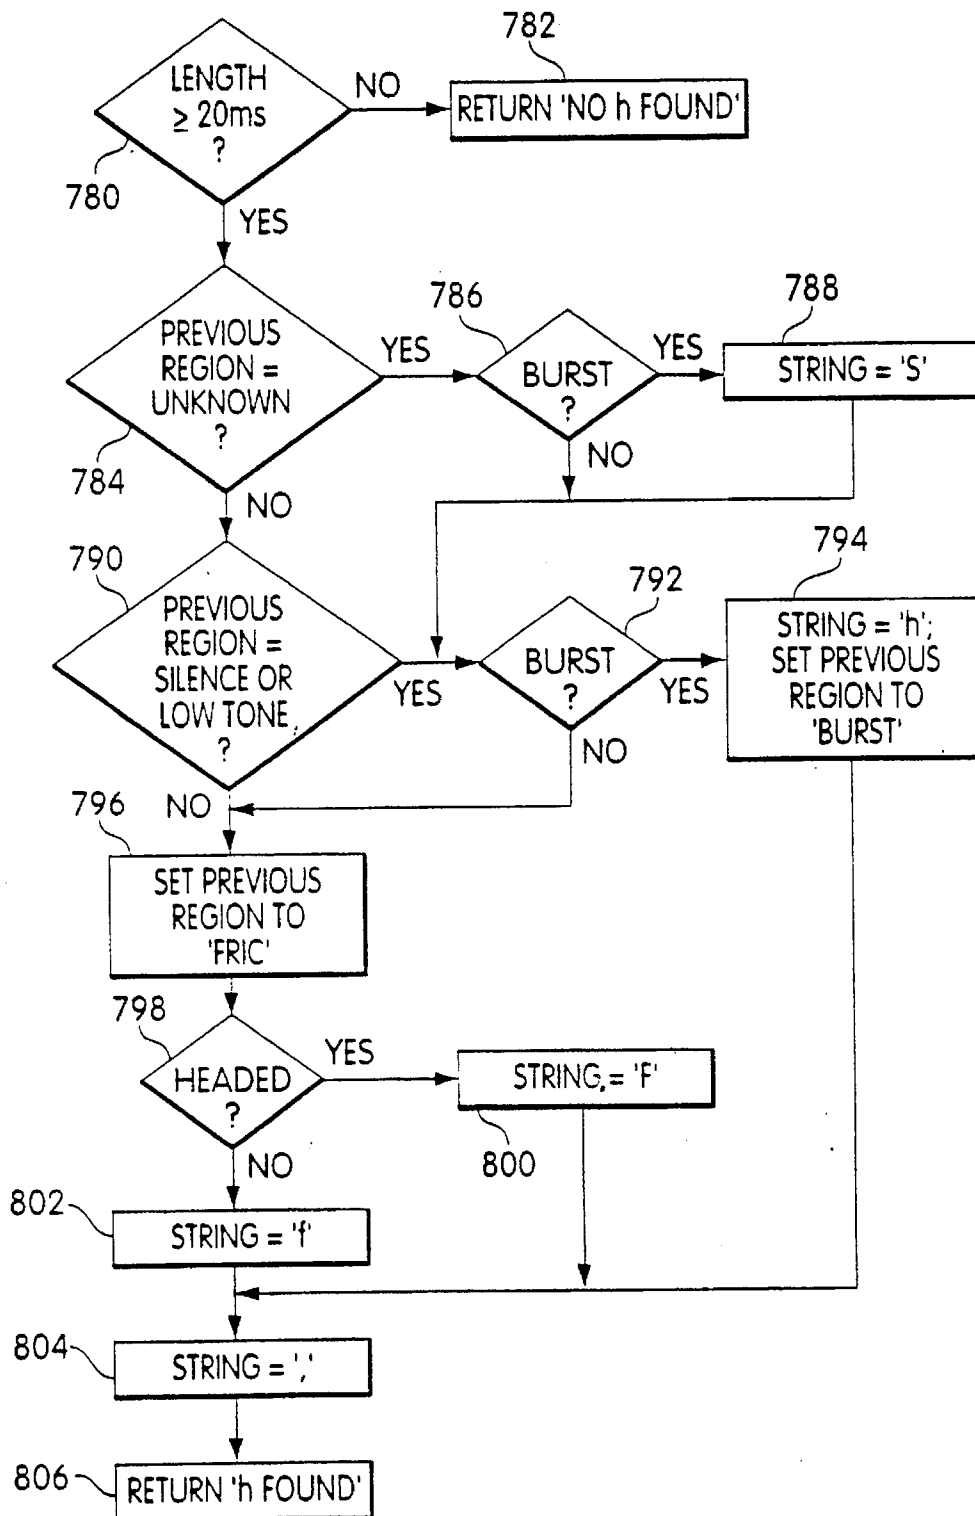 782
LENGTH
≥ 20ms
?
NO
RETURN 'NO h FOUND'
780
YES
786
788
PREVIOUS
REGION =
UNKNOWN
?
YES
BURST
?
YES
STRING = 'S'
784
NO
NO
790
792
794
PREVIOUS
REGION =
SILENCE OR
LOW TONE
?
YES
BURST
?
YES
STRING = 'h';
SET PREVIOUS
REGION TO
'BURST'
NO
NO
796
SET PREVIOUS
REGION TO
'FRIC'
798
HEADED
?
YES
STRING = 'F'
800
NO
802
STRING = 'f'
804
STRING = ','
806
RETURN 'h FOUND'